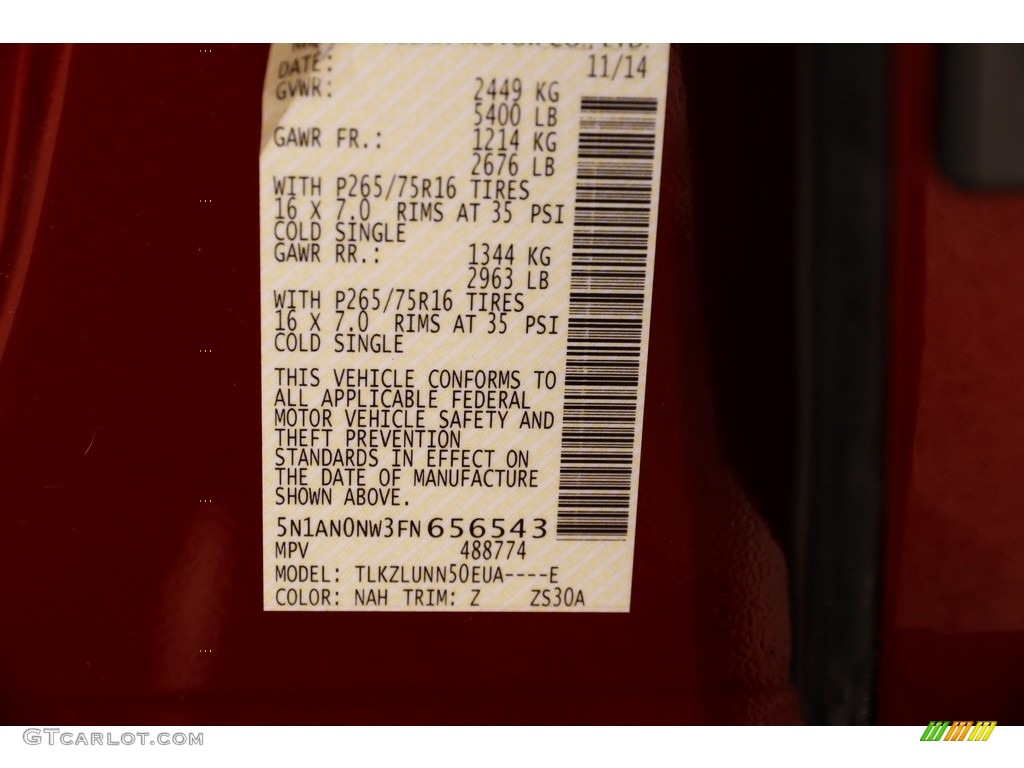 MOTOR CO., LTD.
DATE: 11/14
GVWR: 2449 KG
5400 LB
GAWR FR.: 1214 KG
2676 LB
WITH P265/75R16 TIRES
16 X 7.0 RIMS AT 35 PSI
COLD SINGLE
GAWR RR.: 1344 KG
2963 LB
WITH P265/75R16 TIRES
16 X 7.0 RIMS AT 35 PSI
COLD SINGLE
THIS VEHICLE CONFORMS TO
ALL APPLICABLE FEDERAL
MOTOR VEHICLE SAFETY AND
THEFT PREVENTION
STANDARDS IN EFFECT ON
THE DATE OF MANUFACTURE
SHOWN ABOVE.
5N1AN0NW3FN656543
MPV 488774
MODEL: TLKZLUNN50EUA----E
COLOR: NAH TRIM: Z ZS30A
GTCarlot.com